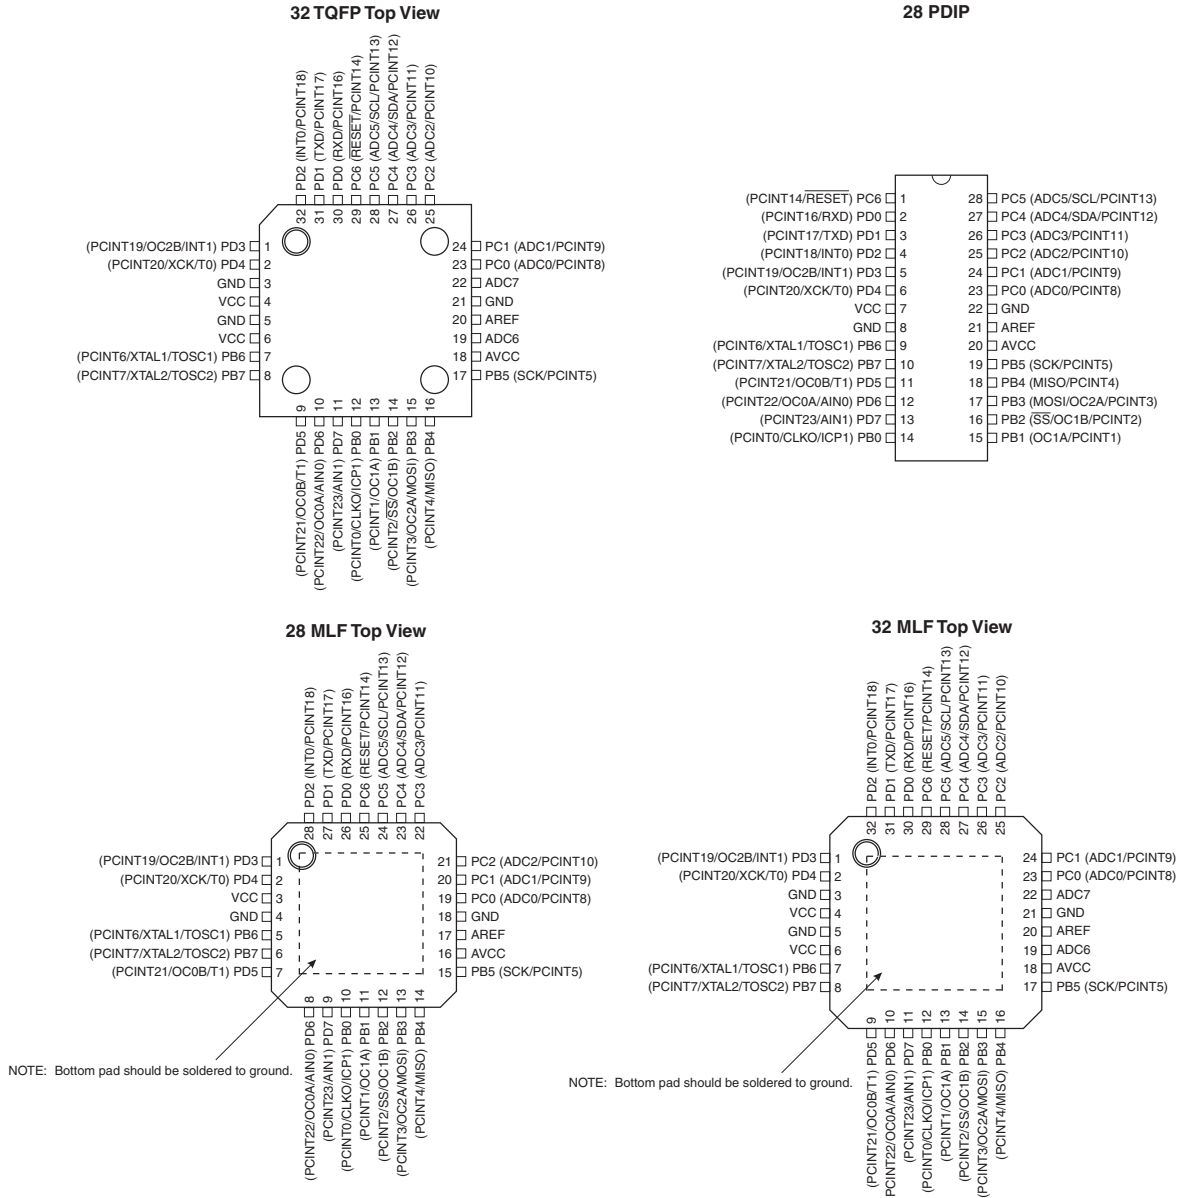 32 TQFP Top View
32 PD2 (INT0/PCINT18)
31 PD1 (TXD/PCINT17)
30 PD0 (RXD/PCINT16)
29 PC6 (RESET/PCINT14)
28 PC5 (ADC5/SCL/PCINT13)
27 PC4 (ADC4/SDA/PCINT12)
26 PC3 (ADC3/PCINT11)
25 PC2 (ADC2/PCINT10)
(PCINT19/OC2B/INT1) PD3 1
(PCINT20/XCK/T0) PD4 2
GND 3
VCC 4
GND 5
VCC 6
(PCINT6/XTAL1/TOSC1) PB6 7
(PCINT7/XTAL2/TOSC2) PB7 8
24 PC1 (ADC1/PCINT9)
23 PC0 (ADC0/PCINT8)
22 ADC7
21 GND
20 AREF
19 ADC6
18 AVCC
17 PB5 (SCK/PCINT5)
(PCINT21/OC0B/T1) PD5 9
(PCINT22/OC0A/AIN0) PD6 10
(PCINT23/AIN1) PD7 11
(PCINT0/CLKO/ICP1) PB0 12
(PCINT1/OC1A) PB1 13
(PCINT2/SS/OC1B) PB2 14
(PCINT3/OC2A/MOSI) PB3 15
(PCINT4/MISO) PB4 16
28 PDIP
(PCINT14/RESET) PC6 1
(PCINT16/RXD) PD0 2
(PCINT17/TXD) PD1 3
(PCINT18/INT0) PD2 4
(PCINT19/OC2B/INT1) PD3 5
(PCINT20/XCK/T0) PD4 6
VCC 7
GND 8
(PCINT6/XTAL1/TOSC1) PB6 9
(PCINT7/XTAL2/TOSC2) PB7 10
(PCINT21/OC0B/T1) PD5 11
(PCINT22/OC0A/AIN0) PD6 12
(PCINT23/AIN1) PD7 13
(PCINT0/CLKO/ICP1) PB0 14
28 PC5 (ADC5/SCL/PCINT13)
27 PC4 (ADC4/SDA/PCINT12)
26 PC3 (ADC3/PCINT11)
25 PC2 (ADC2/PCINT10)
24 PC1 (ADC1/PCINT9)
23 PC0 (ADC0/PCINT8)
22 GND
21 AREF
20 AVCC
19 PB5 (SCK/PCINT5)
18 PB4 (MISO/PCINT4)
17 PB3 (MOSI/OC2A/PCINT3)
16 PB2 (SS/OC1B/PCINT2)
15 PB1 (OC1A/PCINT1)
28 MLF Top View
28 PD2 (INT0/PCINT18)
27 PD1 (TXD/PCINT17)
26 PD0 (RXD/PCINT16)
25 PC6 (RESET/PCINT14)
24 PC5 (ADC5/SCL/PCINT13)
23 PC4 (ADC4/SDA/PCINT12)
22 PC3 (ADC3/PCINT11)
(PCINT19/OC2B/INT1) PD3 1
(PCINT20/XCK/T0) PD4 2
VCC 3
GND 4
(PCINT6/XTAL1/TOSC1) PB6 5
(PCINT7/XTAL2/TOSC2) PB7 6
(PCINT21/OC0B/T1) PD5 7
21 PC2 (ADC2/PCINT10)
20 PC1 (ADC1/PCINT9)
19 PC0 (ADC0/PCINT8)
18 GND
17 AREF
16 AVCC
15 PB5 (SCK/PCINT5)
(PCINT22/OC0A/AIN0) PD6 8
(PCINT23/AIN1) PD7 9
(PCINT0/CLKO/ICP1) PB0 10
(PCINT1/OC1A) PB1 11
(PCINT2/SS/OC1B) PB2 12
(PCINT3/OC2A/MOSI) PB3 13
(PCINT4/MISO) PB4 14
NOTE: Bottom pad should be soldered to ground.
32 MLF Top View
32 PD2 (INT0/PCINT18)
31 PD1 (TXD/PCINT17)
30 PD0 (RXD/PCINT16)
29 PC6 (RESET/PCINT14)
28 PC5 (ADC5/SCL/PCINT13)
27 PC4 (ADC4/SDA/PCINT12)
26 PC3 (ADC3/PCINT11)
25 PC2 (ADC2/PCINT10)
(PCINT19/OC2B/INT1) PD3 1
(PCINT20/XCK/T0) PD4 2
GND 3
VCC 4
GND 5
VCC 6
(PCINT6/XTAL1/TOSC1) PB6 7
(PCINT7/XTAL2/TOSC2) PB7 8
24 PC1 (ADC1/PCINT9)
23 PC0 (ADC0/PCINT8)
22 ADC7
21 GND
20 AREF
19 ADC6
18 AVCC
17 PB5 (SCK/PCINT5)
(PCINT21/OC0B/T1) PD5 9
PCINT22/OC0A/AIN0) PD6 10
(PCINT23/AIN1) PD7 11
(PCINT0/CLKO/ICP1) PB0 12
(PCINT1/OC1A) PB1 13
(PCINT2/SS/OC1B) PB2 14
(PCINT3/OC2A/MOSI) PB3 15
(PCINT4/MISO) PB4 16
NOTE: Bottom pad should be soldered to ground.